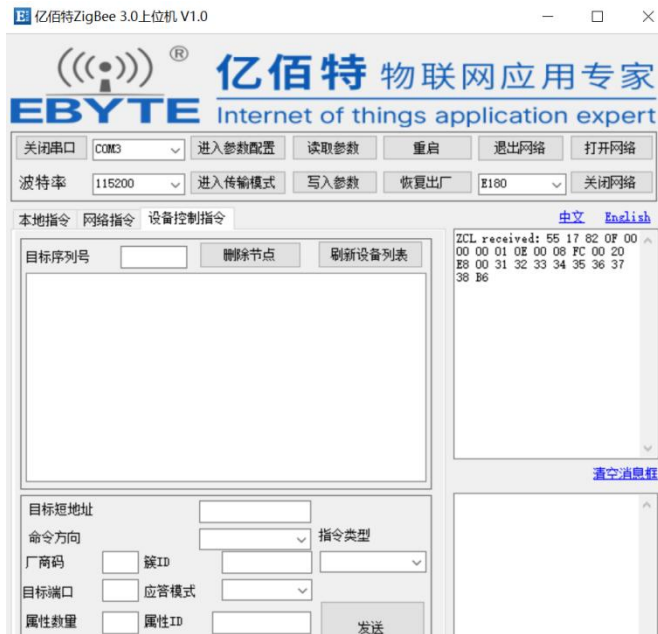 亿佰特ZigBee 3.0上位机 V1.0
®
亿佰特 物联网应用专家
EBYTE Internet of things application expert
关闭串口 COM3 进入参数配置 读取参数 重启 退出网络 打开网络
波特率 115200 进入传输模式 写入参数 恢复出厂 E180 关闭网络
本地指令 网络指令 设备控制指令 中文 English
目标序列号 删除节点 刷新设备列表
ZCL received: 55 17 82 0F 00
00 00 01 0E 00 08 FC 00 20
E8 00 31 32 33 34 35 36 37
38 B6
清空消息框
目标短地址
命令方向 指令类型
厂商码 簇ID
目标端口 应答模式
属性数量 属性ID 发送